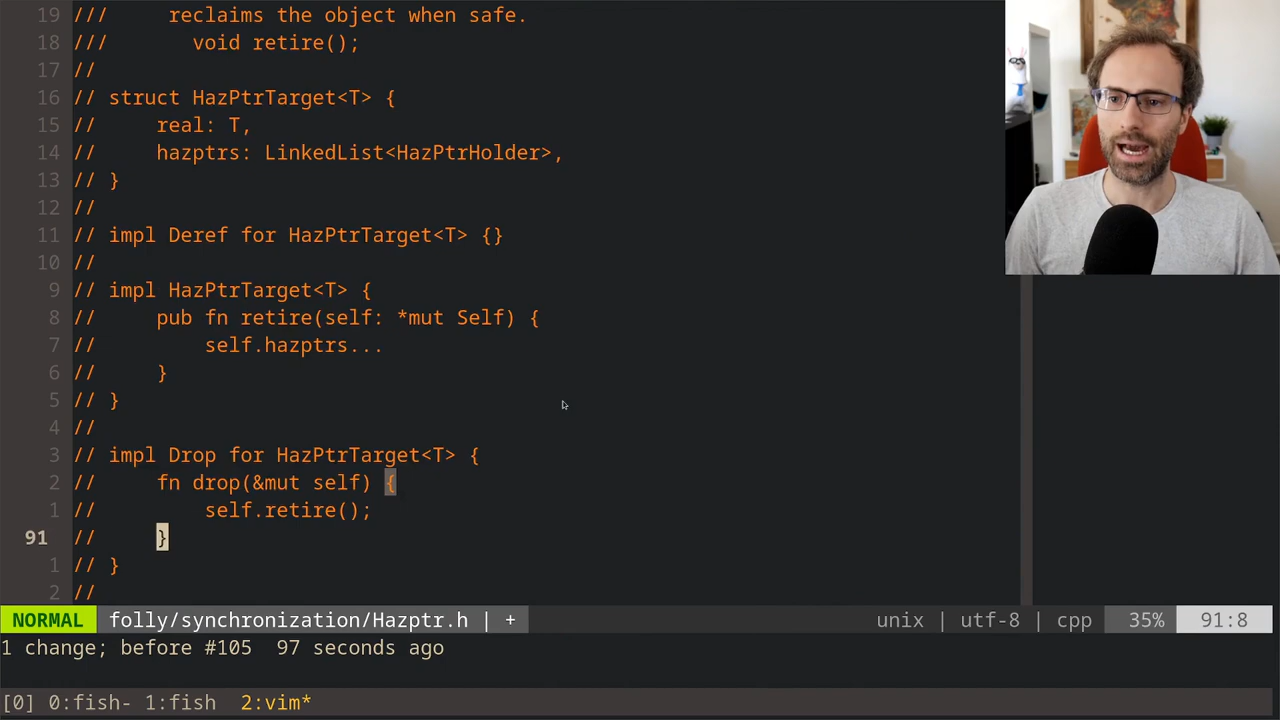 19 ///     reclaims the object when safe.
18 ///       void retire();
17 //
16 // struct HazPtrTarget<T> {
15 //     real: T,
14 //     hazptrs: LinkedList<HazPtrHolder>,
13 // }
12 //
11 // impl Deref for HazPtrTarget<T> {}
10 //
9 // impl HazPtrTarget<T> {
8 //     pub fn retire(self: *mut Self) {
7 //         self.hazptrs...
6 //     }
5 // }
4 //
3 // impl Drop for HazPtrTarget<T> {
2 //     fn drop(&mut self) {
1 //         self.retire();
91 //     }
1 // }
2 //
NORMAL folly/synchronization/Hazptr.h | + unix | utf-8 | cpp 35% 91:8
1 change; before #105  97 seconds ago
[0] 0:fish- 1:fish  2:vim*